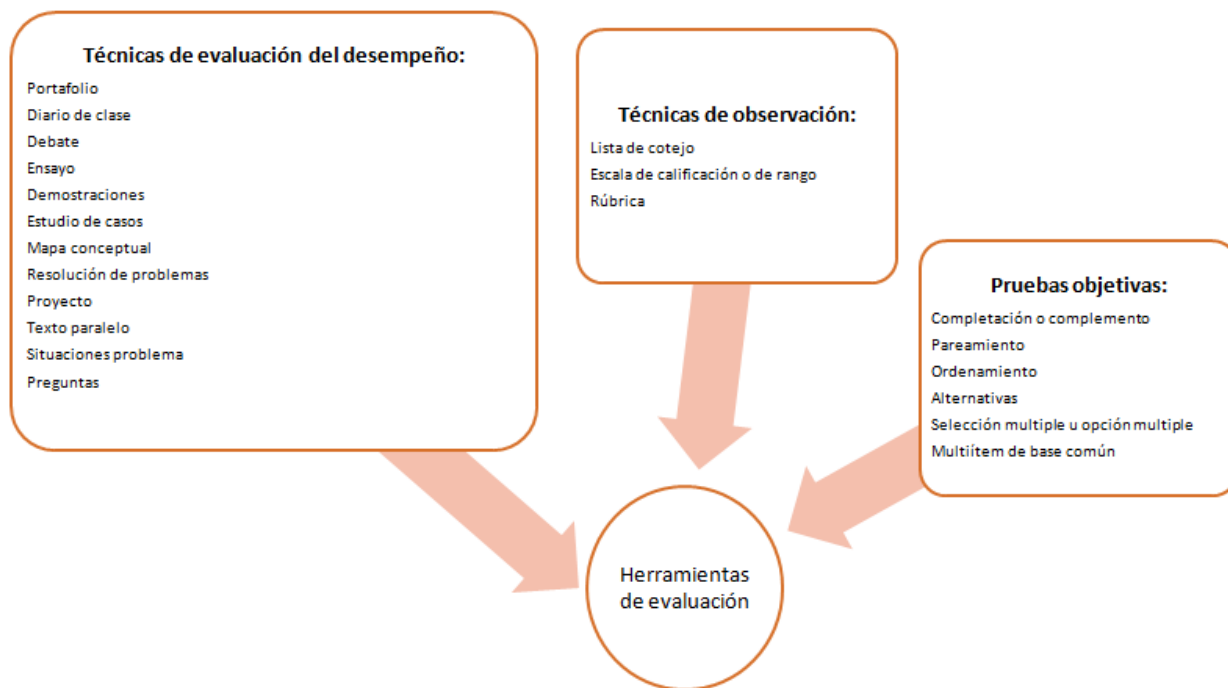 Técnicas de evaluación del desempeño:
Portafolio
Diario de clase
Debate
Ensayo
Demostraciones
Estudio de casos
Mapa conceptual
Resolución de problemas
Proyecto
Texto paralelo
Situaciones problema
Preguntas
Técnicas de observación:
Lista de cotejo
Escala de calificación o de rango
Rúbrica
Pruebas objetivas:
Completación o complemento
Pareamiento
Ordenamiento
Alternativas
Selección multiple u opción multiple
Multiítem de base común
Herramientas
de evaluación